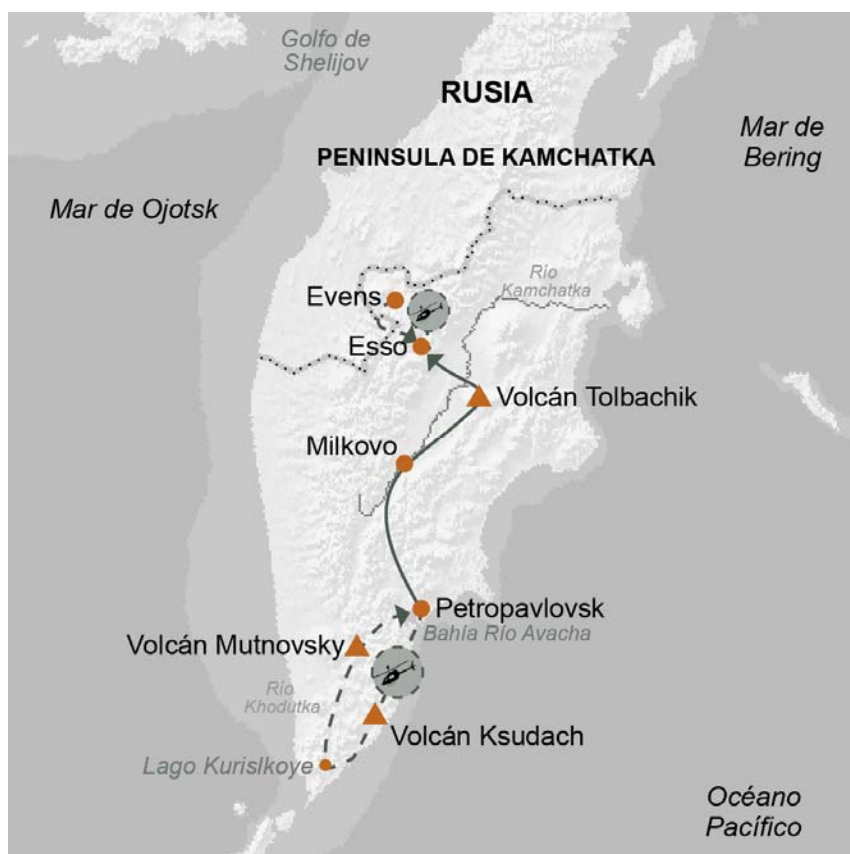 Golfo de
Shelijov
RUSIA
PENINSULA DE KAMCHATKA
Mar de
Bering
Mar de Ojotsk
Río
Kamchatka
Evens
Esso
Volcán Tolbachik
Milkovo
Petropavlovsk
Bahía Río Avacha
Volcán Mutnovsky
Río
Khodutka
Volcán Ksudach
Lago Kurislkoye
Océano
Pacífico